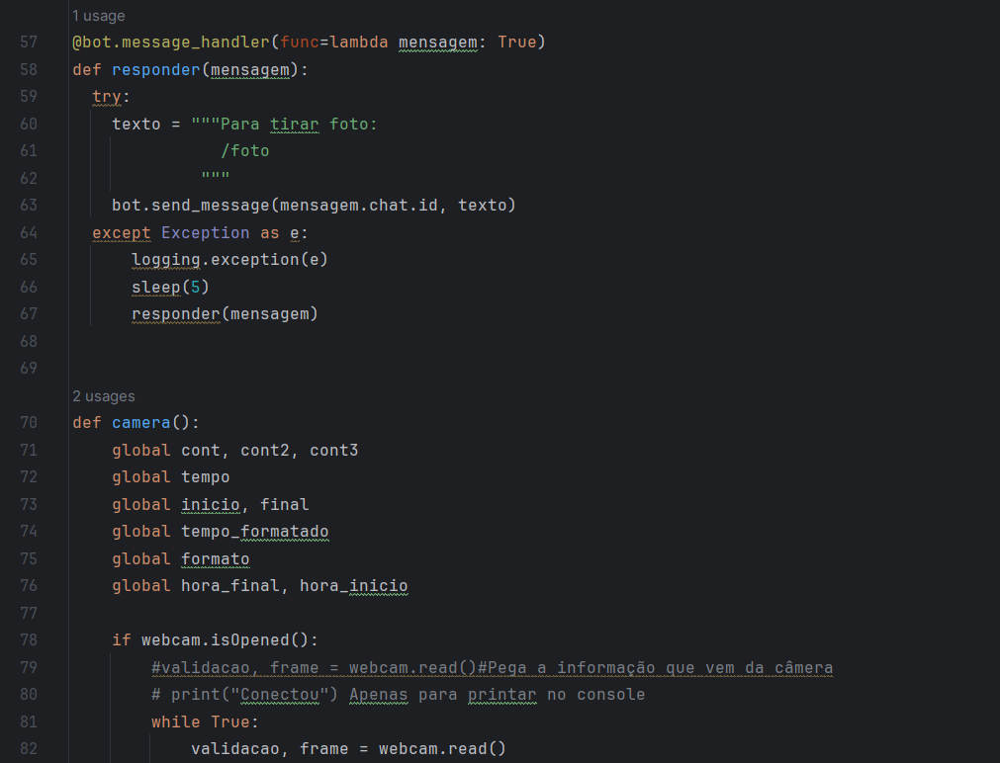 1 usage
57 @bot.message_handler(func=lambda mensagem: True)
58 def responder(mensagem):
59   try:
60     texto = """Para tirar foto:
61                /foto
62              """
63     bot.send_message(mensagem.chat.id, texto)
64   except Exception as e:
65       logging.exception(e)
66       sleep(5)
67       responder(mensagem)
68
69
2 usages
70 def camera():
71     global cont, cont2, cont3
72     global tempo
73     global inicio, final
74     global tempo_formatado
75     global formato
76     global hora_final, hora_inicio
77
78     if webcam.isOpened():
79         #validacao, frame = webcam.read()#Pega a informação que vem da câmera
80         # print("Conectou") Apenas para printar no console
81         while True:
82             validacao, frame = webcam.read()